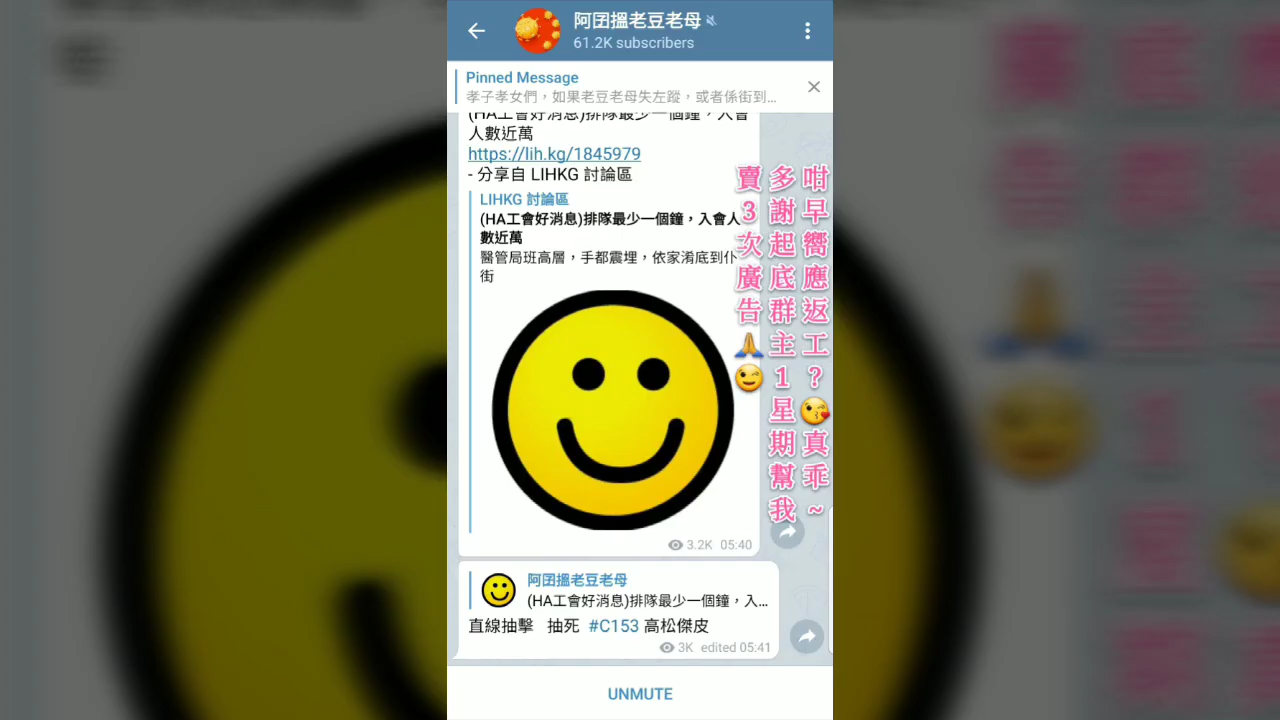 阿囝搵老豆老母
61.2K subscribers
Pinned Message
孝子孝女們，如果老豆老母失左蹤，或者係街到...
(HA工會好消息)排隊最少一個鐘，入會
人數近萬
https://lih.kg/1845979
- 分享自 LIHKG 討論區
LIHKG 討論區
(HA工會好消息)排隊最少一個鐘，入會人
數近萬
醫管局班高層，手都震埋，依家淆底到仆
街
3.2K 05:40
咁早嚮應返工？😘真乖~
多謝起底群主1星期幫我
賣3次廣告🙏😉
阿囝搵老豆老母
(HA工會好消息)排隊最少一個鐘，入...
直線抽擊 抽死 #C153 高松傑皮
3K edited 05:41
UNMUTE